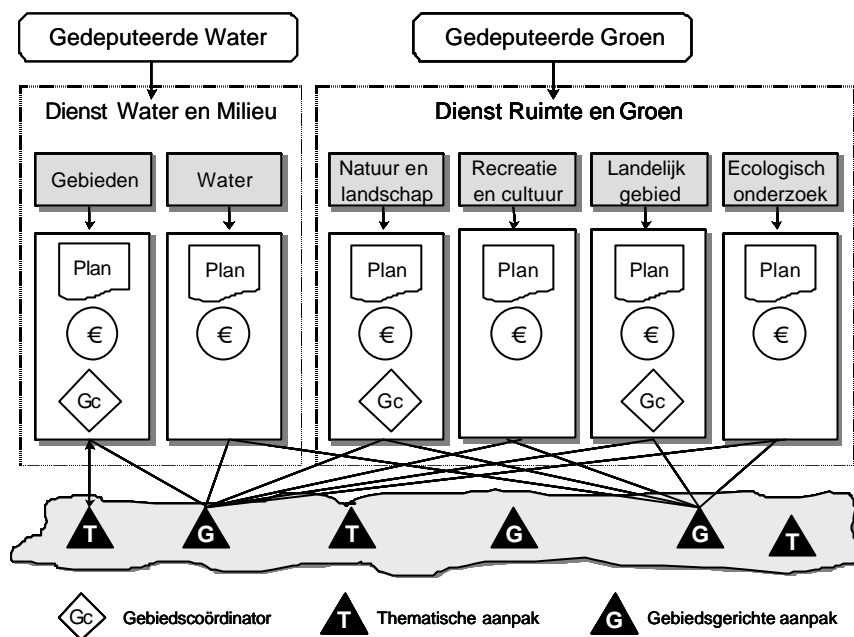 Gedeputeerde Water
Gedeputeerde Groen
Dienst Water en Milieu
Dienst Ruimte en Groen
Gebieden
Water
Natuur en
landschap
Recreatie
en cultuur
Landelijk
gebied
Ecologisch
onderzoek
Plan
Plan
Plan
Plan
Plan
Plan
€
€
€
€
€
€
Gc
Gc
Gc
T
G
T
G
G
T
Gc Gebiedscoördinator
T Thematische aanpak
G Gebiedsgerichte aanpak